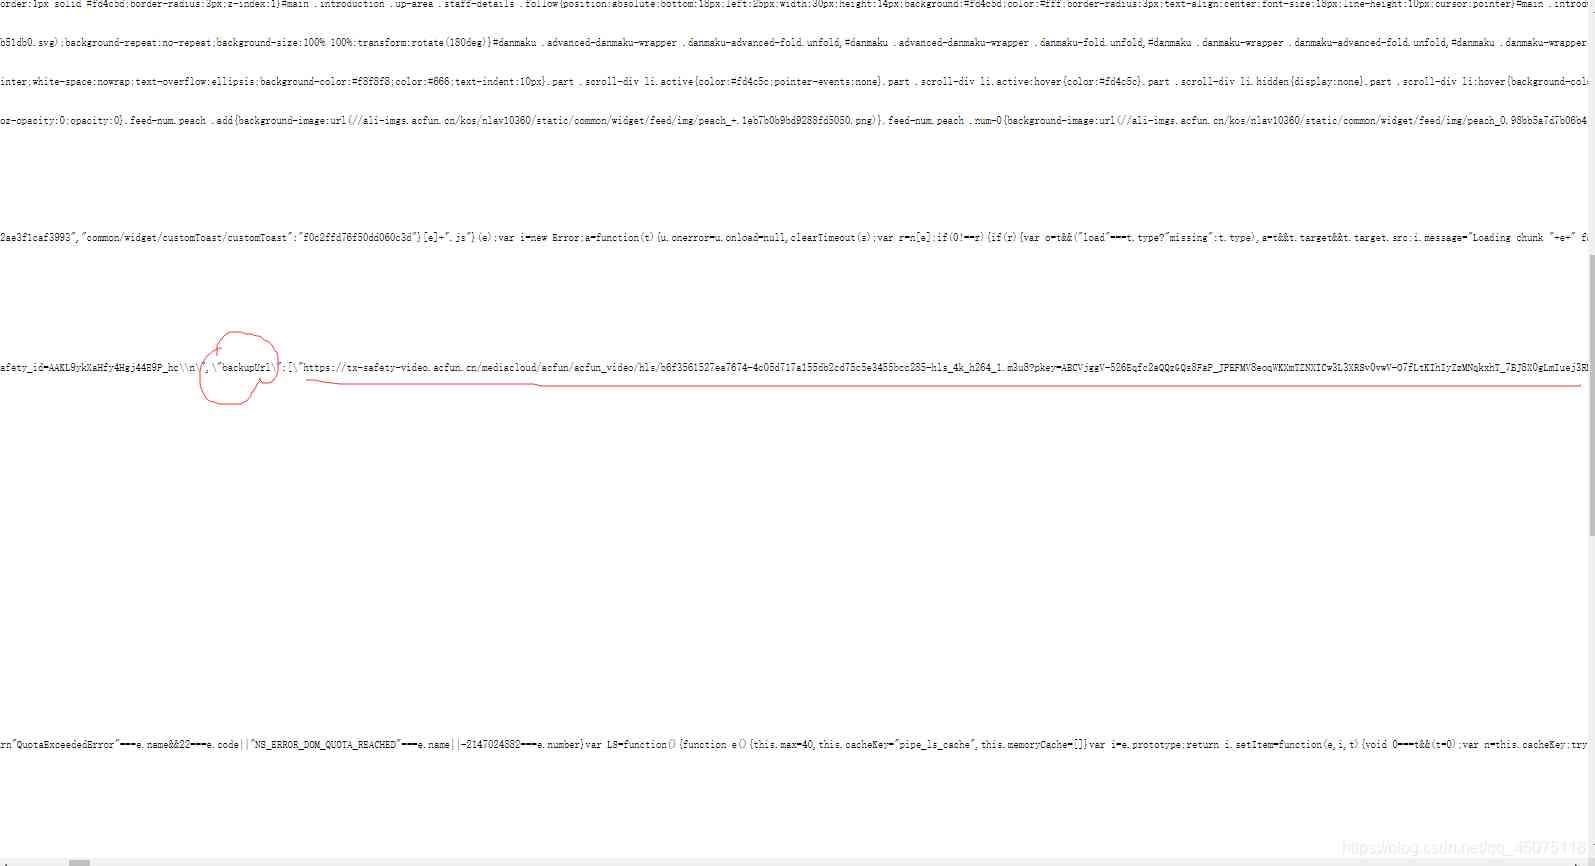 order:1px solid #fd4cbd;border-radius:3px;z-index:1}#main .introduction .up-area .staff-details .follow{position:absolute;bottom:18px;left:25px;width:30px;height:14px;background:#fd4cbd;color:#fff;border-radius:3px;text-align:center;font-size:18px;line-height:10px;cursor:pointer}#main .introd
b51db0.svg);background-repeat:no-repeat;background-size:100% 100%;transform:rotate(180deg)}#danmaku .advanced-danmaku-wrapper .danmaku-advanced-fold.unfold,#danmaku .advanced-danmaku-wrapper .danmaku-fold.unfold,#danmaku .danmaku-wrapper .danmaku-advanced-fold.unfold,#danmaku .danmaku-wrapper
inter;white-space:nowrap;text-overflow:ellipsis;background-color:#f8f8f8;color:#666;text-indent:10px}.part .scroll-div li.active{color:#fd4c5c;pointer-events:none}.part .scroll-div li.active:hover{color:#fd4c5c}.part .scroll-div li.hidden{display:none}.part .scroll-div li:hover{background-col
oz-opacity:0;opacity:0}.feed-num.peach .add{background-image:url(//ali-imgs.acfun.cn/kos/nlav10360/static/common/widget/feed/img/peach_+.1eb7b0b9bd9288fd5050.png)}.feed-num.peach .num-0{background-image:url(//ali-imgs.acfun.cn/kos/nlav10360/static/common/widget/feed/img/peach_0.98bb5a7d7b06b4
2ae3f1caf3993","common/widget/customToast/customToast":"f0c2ffd76f50dd060c3d"}[e]+".js"}(e);var i=new Error;a=function(t){u.onerror=u.onload=null,clearTimeout(s);var r=n[e];if(0!==r){if(r){var o=t&&("load"===t.type?"missing":t.type),a=t&&t.target&&t.target.src;i.message="Loading chunk "+e+" f
afety_id=AAKL9ykXaHfy4Hgj44E9P_hc\\n\",\"backupUrl\":[\"https://tx-safety-video.acfun.cn/mediacloud/acfun/acfun_video/hls/b6f3561527ea7674-4c05d717a155db2cd75c5e3455bcc285-hls_4k_h264_1.m3u8?pkey=ABCVjggV-526Eqfc2aQQzGQs8FaP_JPEFMV8eoqWKXmTZNXTCw3L3XRSv0vwV-O7fLtKIhIyZzMNqkxhT_7BJ8XOgLmIuej3R
rn"QuotaExceededError"===e.name&&22===e.code||"NS_ERROR_DOM_QUOTA_REACHED"===e.name||-2147024882===e.number}var LS=function(){function e(){this.max=40,this.cacheKey="pipe_ls_cache",this.memoryCache=[]}var i=e.prototype;return i.setItem=function(e,i,t){void 0===t&&(t=0);var n=this.cacheKey;try
https://blog.csdn.net/qq_45075116